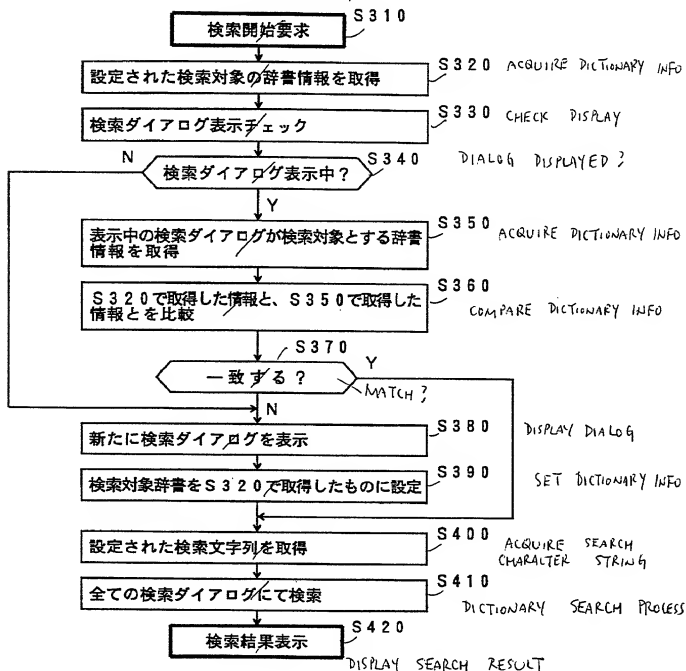 検索開始要求
S310
設定された検索対象の辞書情報を取得
S320 ACQUIRE DICTIONARY INFO
検索ダイアログ表示チェック
S330 CHECK DISPLAY
N
検索ダイアログ表示中?
S340 DIALOG DISPLAYED?
Y
表示中の検索ダイアログが検索対象とする辞書
情報を取得
S350 ACQUIRE DICTIONARY INFO
S320で取得した情報と、S350で取得した
情報とを比較
S360
COMPARE DICTIONARY INFO
S370
一致する?
Y
MATCH?
N
新たに検索ダイアログを表示
S380 DISPLAY DIALOG
検索対象辞書をS320で取得したものに設定
S390 SET DICTIONARY INFO
設定された検索文字列を取得
S400 ACQUIRE SEARCH
CHARACTER STRING
全ての検索ダイアログにて検索
S410
DICTIONARY SEARCH PROCESS
検索結果表示
S420
DISPLAY SEARCH RESULT